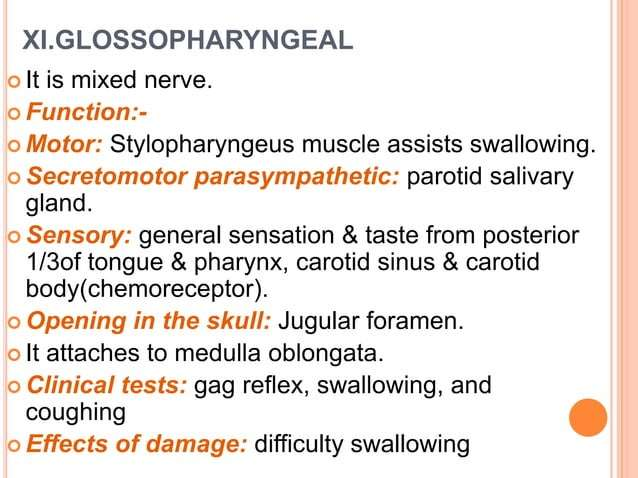 XI.GLOSSOPHARYNGEAL
It is mixed nerve.
Function:-
Motor: Stylopharyngeus muscle assists swallowing.
Secretomotor parasympathetic: parotid salivary
gland.
Sensory: general sensation & taste from posterior
1/3of tongue & pharynx, carotid sinus & carotid
body(chemoreceptor).
Opening in the skull: Jugular foramen.
It attaches to medulla oblongata.
Clinical tests: gag reflex, swallowing, and
coughing
Effects of damage: difficulty swallowing